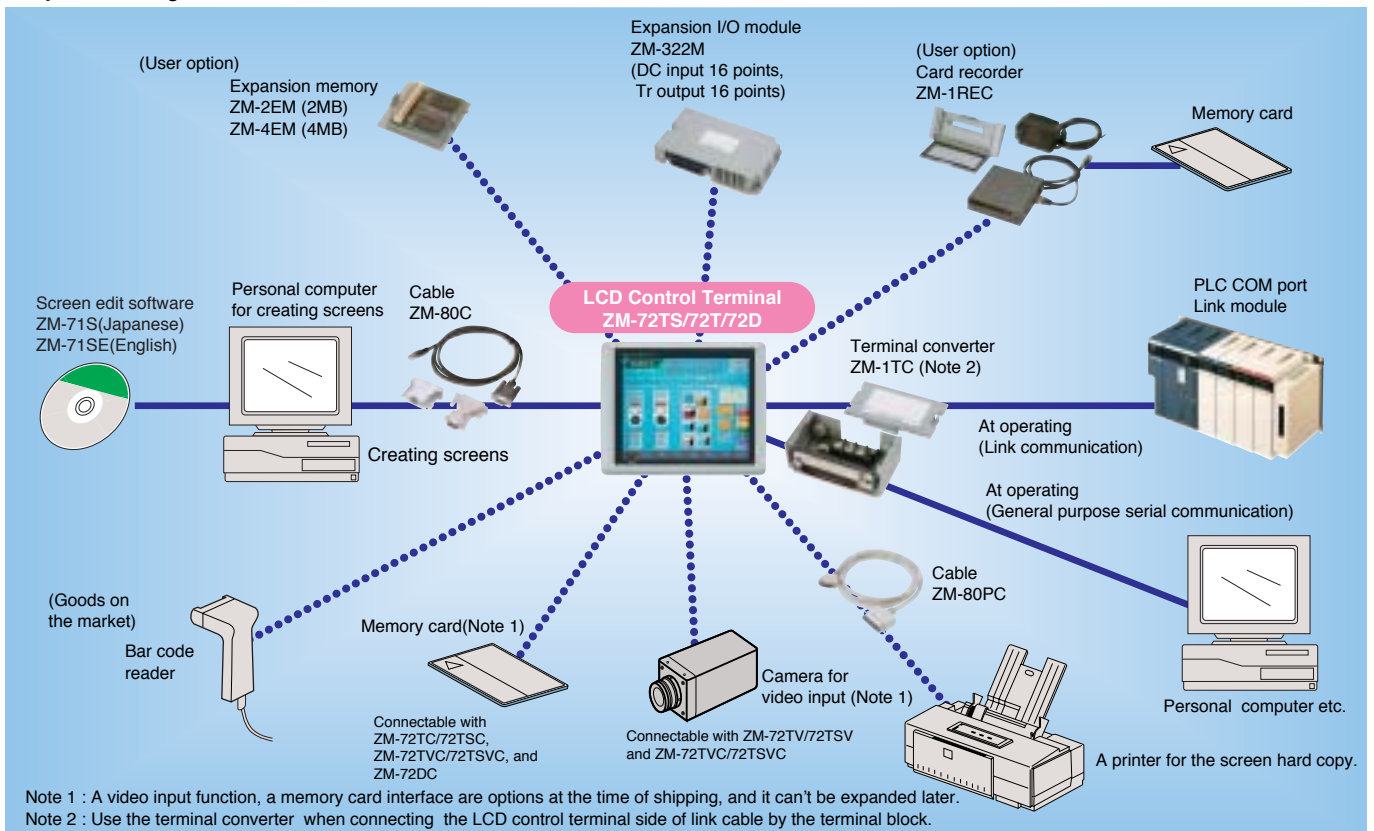 Expansion I/O module
ZM-322M
(DC input 16 points,
Tr output 16 points)
(User option)
Expansion memory
ZM-2EM (2MB)
ZM-4EM (4MB)
(User option)
Card recorder
ZM-1REC
Memory card
LCD Control Terminal
ZM-72TS/72T/72D
Screen edit software
ZM-71S(Japanese)
ZM-71SE(English)
Personal computer
for creating screens
Cable
ZM-80C
Creating screens
Terminal converter
ZM-1TC (Note 2)
PLC COM port
Link module
At operating
(Link communication)
At operating
(General purpose serial communication)
Cable
ZM-80PC
(Goods on
the market)
Bar code
reader
Memory card(Note 1)
Connectable with
ZM-72TC/72TSC,
ZM-72TVC/72TSVC, and
ZM-72DC
Camera for
video input (Note 1)
Connectable with ZM-72TV/72TSV
and ZM-72TVC/72TSVC
Personal computer etc.
A printer for the screen hard copy.
Note 1 : A video input function, a memory card interface are options at the time of shipping, and it can't be expanded later.
Note 2 : Use the terminal converter when connecting the LCD control terminal side of link cable by the terminal block.